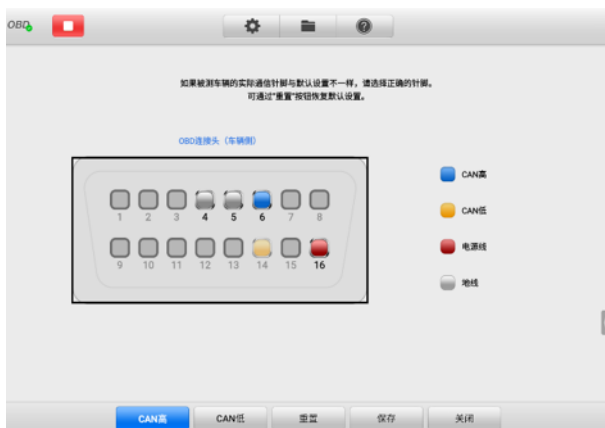 OBD
如果被测车辆的实际通信针脚与默认设置不一样，请选择正确的针脚。
可通过"重置"按钮恢复默认设置。
OBD连接头（车辆侧）
1 2 3 4 5 6 7 8
9 10 11 12 13 14 15 16
CAN高
CAN低
电源线
地线
CAN高 CAN低 重置 保存 关闭